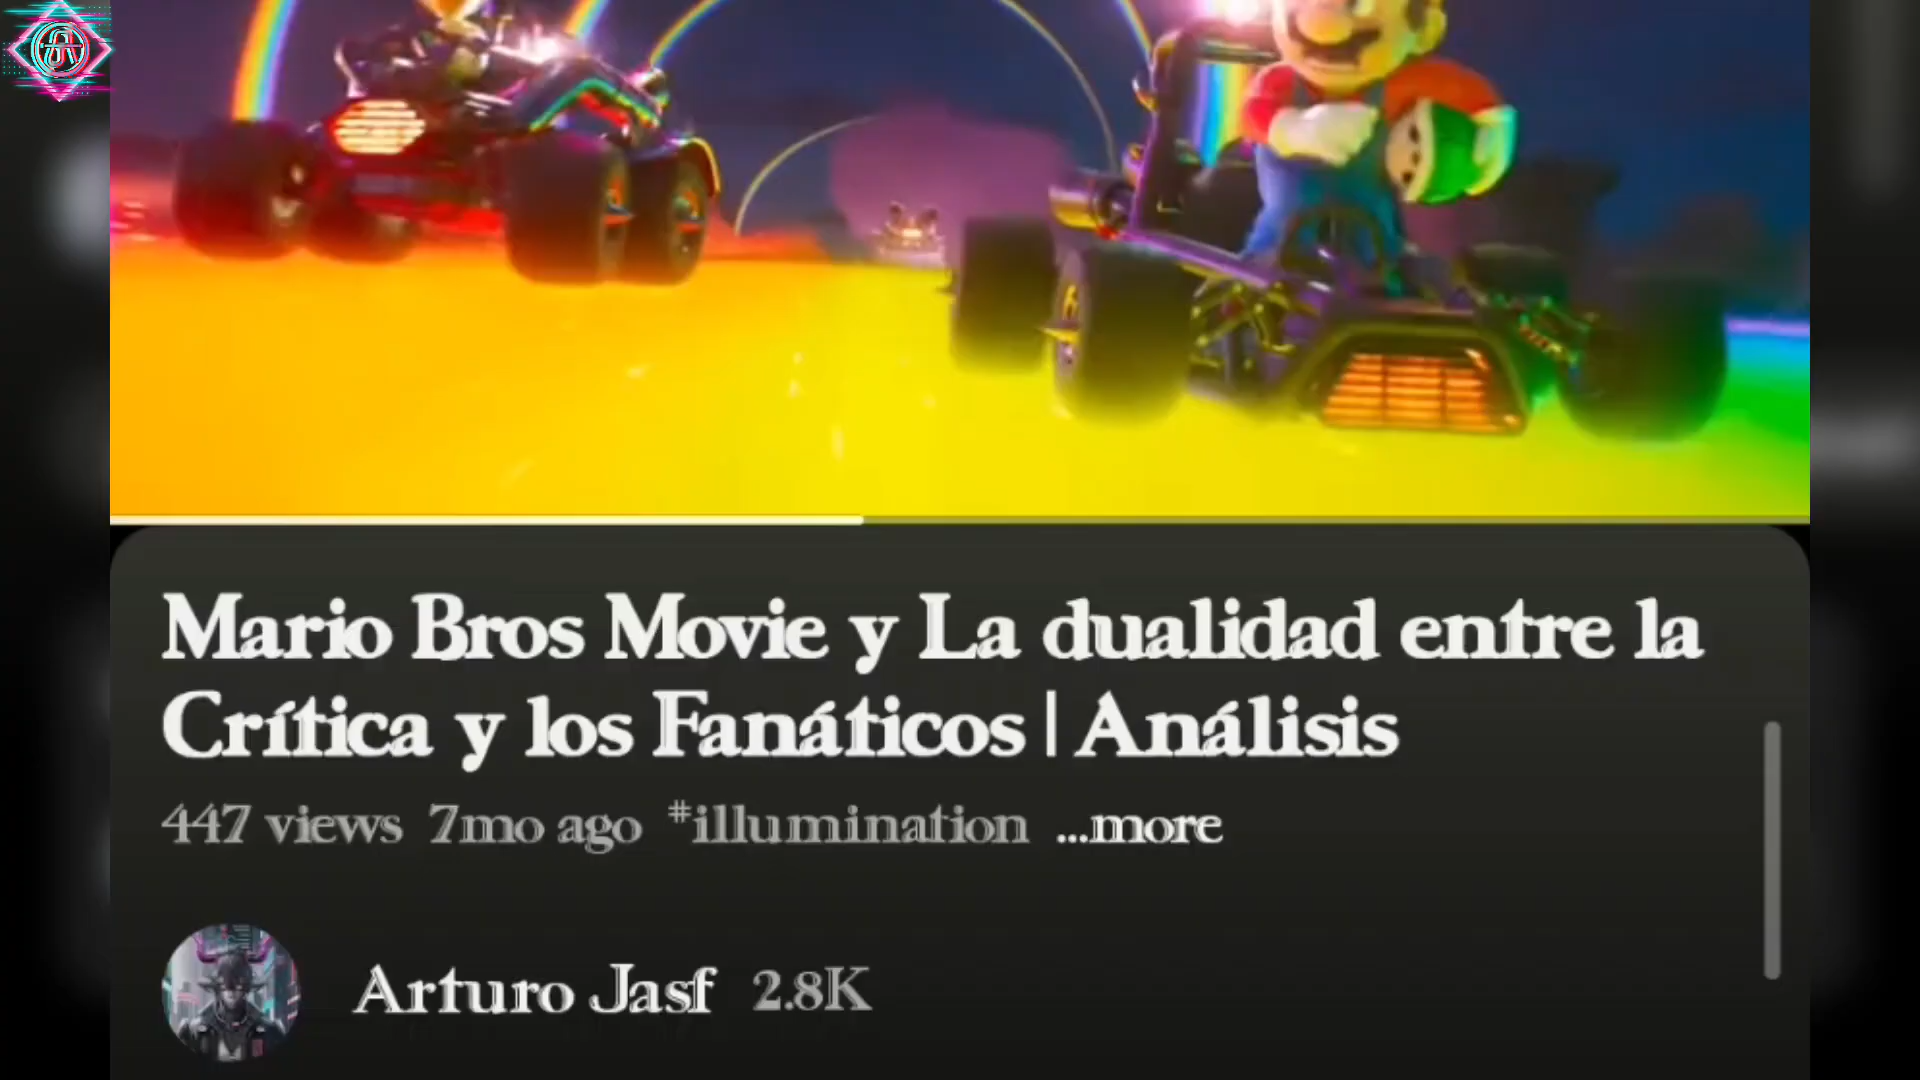 Mario Bros Movie y La dualidad entre la
Crítica y los Fanáticos | Análisis
447 views 7mo ago #illumination ...more
Arturo Jasf 2.8K